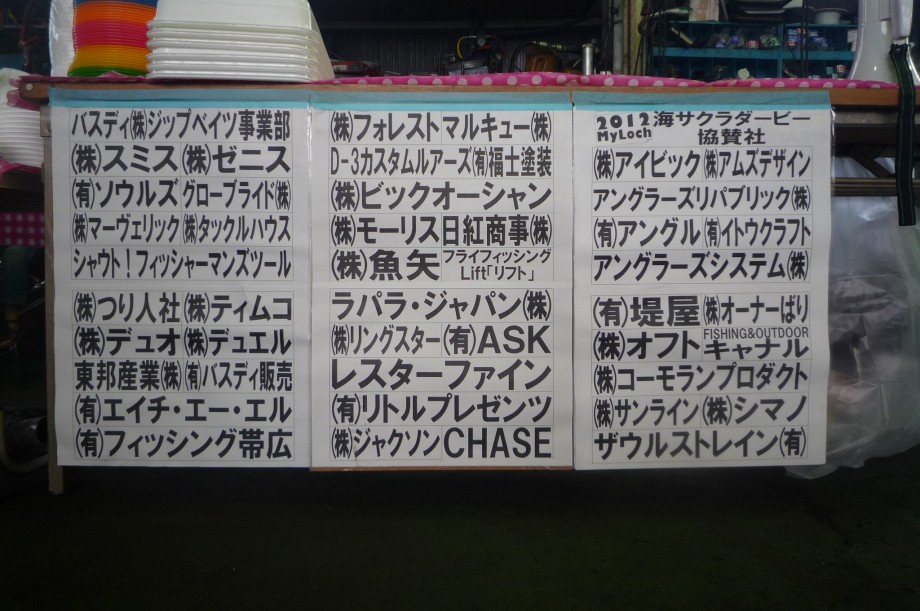 2012 海サクラダービー
MyLoch 協賛社
(株)アイビック (株)アムズデザイン
アングラーズリパブリック(株)
(有)アングル (有)イトウクラフト
アングラーズシステム(株)
(有)堤屋 (株)オーナーばり
(株)オフト FISHING&OUTDOOR キャナル
(株)コーモランプロダクト
(株)サンライン (株)シマノ
ザウルストレイン(有)
(株)フォレスト マルキュー(株)
D-3カスタムルアーズ (有)福士塗装
(株)ビックオーシャン
(株)モーリス 日紅商事(株)
(株)魚矢 フライフィッシング Lift「リフト」
ラパラ・ジャパン(株)
(株)リングスター (有)ASK
レスターファイン
(有)リトルプレゼンツ
(株)ジャクソン CHASE
バスディ(株)ジップベイツ事業部
(株)スミス (株)ゼニス
(有)ソウルズ グローブライド(株)
(株)マーヴェリック (株)タックルハウス
シャウト!フィッシャーマンズツール
(株)つり人社 (株)ティムコ
(株)デュオ (株)デュエル
東邦産業(株) (有)バスディ販売
(有)エイチ・エー・エル
(有)フィッシング帯広